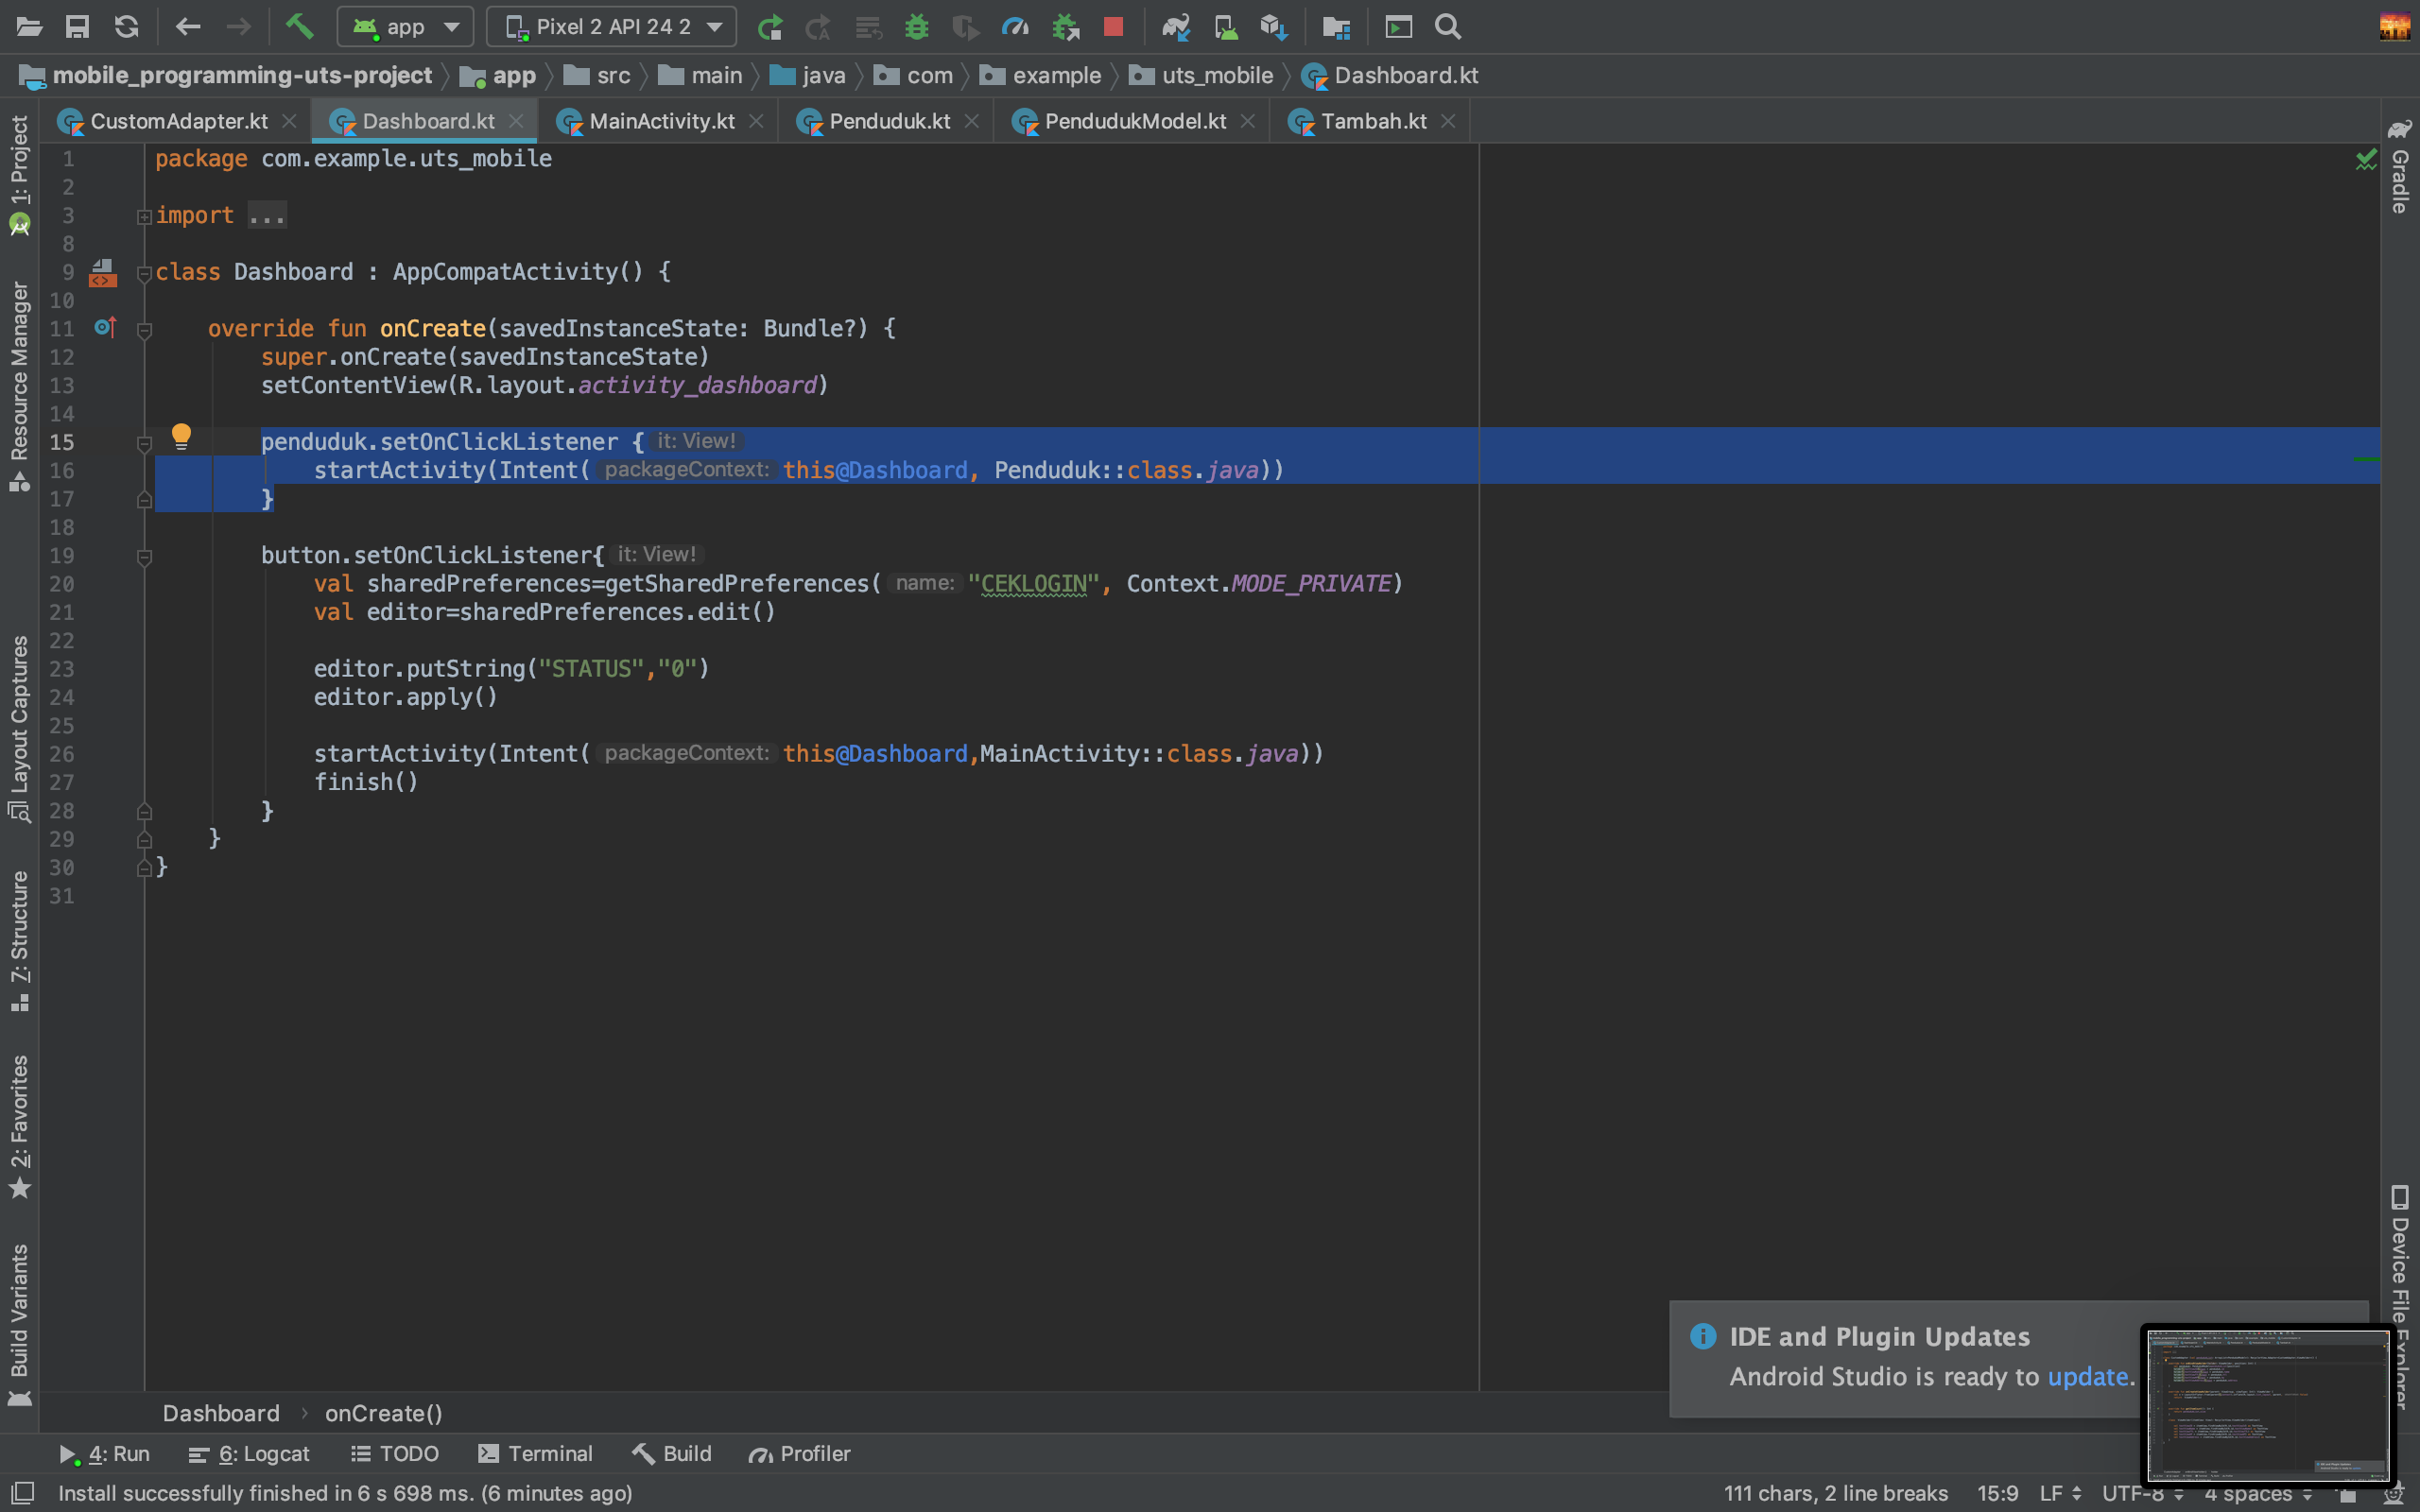 app
Pixel 2 API 24 2
mobile_programming-uts-project app src main java com example uts_mobile Dashboard.kt
CustomAdapter.kt Dashboard.kt MainActivity.kt Penduduk.kt PendudukModel.kt Tambah.kt
1 package com.example.uts_mobile
2
3 import ...
8
9 class Dashboard : AppCompatActivity() {
10
11 override fun onCreate(savedInstanceState: Bundle?) {
12 super.onCreate(savedInstanceState)
13 setContentView(R.layout.activity_dashboard)
14
15 penduduk.setOnClickListener { it: View!
16 startActivity(Intent( packageContext: this@Dashboard, Penduduk::class.java))
17 }
18
19 button.setOnClickListener{ it: View!
20 val sharedPreferences=getSharedPreferences( name: "CEKLOGIN", Context.MODE_PRIVATE)
21 val editor=sharedPreferences.edit()
22
23 editor.putString("STATUS","0")
24 editor.apply()
25
26 startActivity(Intent( packageContext: this@Dashboard,MainActivity::class.java))
27 finish()
28 }
29 }
30 }
31
1: Project
Resource Manager
Layout Captures
7: Structure
2: Favorites
Build Variants
Gradle
Device File Explorer
IDE and Plugin Updates
Android Studio is ready to update.
Dashboard › onCreate()
4: Run 6: Logcat TODO Terminal Build Profiler
Install successfully finished in 6 s 698 ms. (6 minutes ago)
111 chars, 2 line breaks 15:9 LF UTF-8 4 spaces